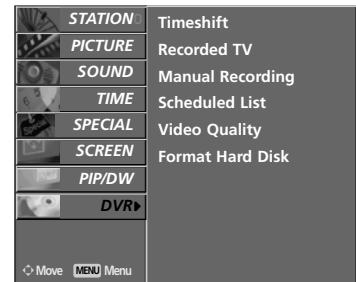 STATION
PICTURE
SOUND
TIME
SPECIAL
SCREEN
PIP/DW
DVR
Timeshift
Recorded TV
Manual Recording
Scheduled List
Video Quality
Format Hard Disk
Move MENU Menu